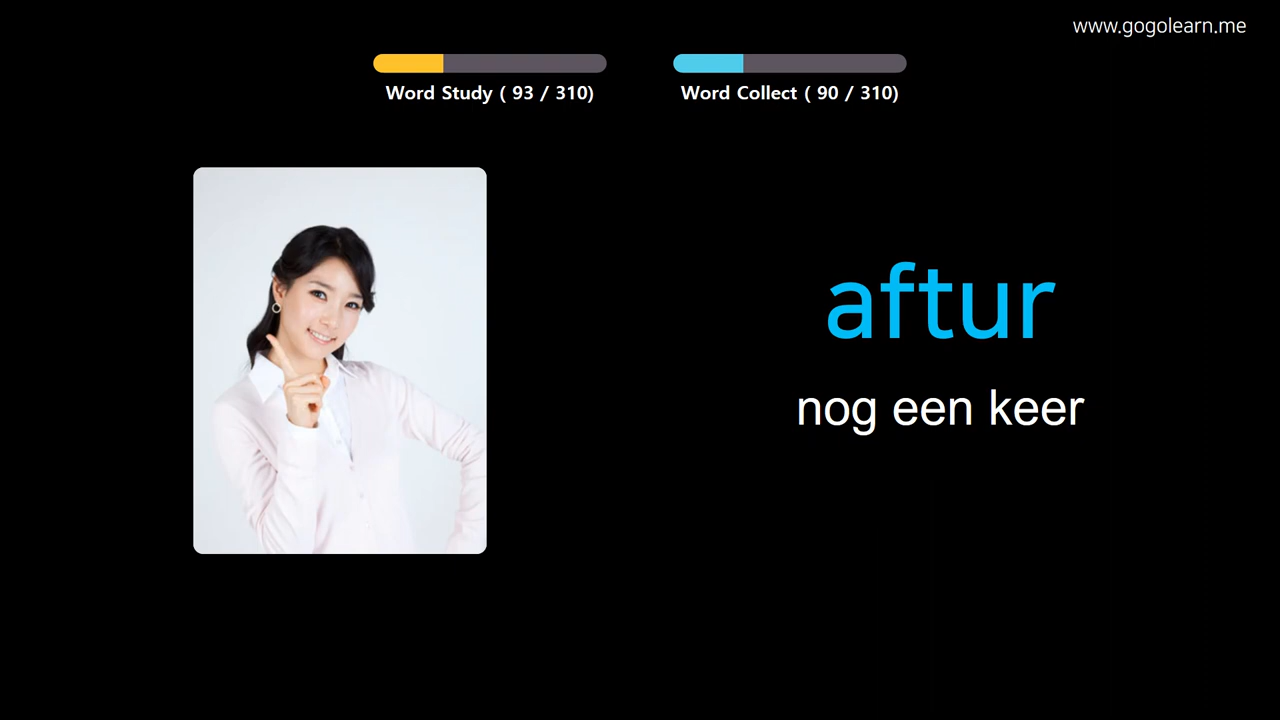 www.gogolearn.me
Word Study ( 93 / 310)
Word Collect ( 90 / 310)
aftur
nog een keer